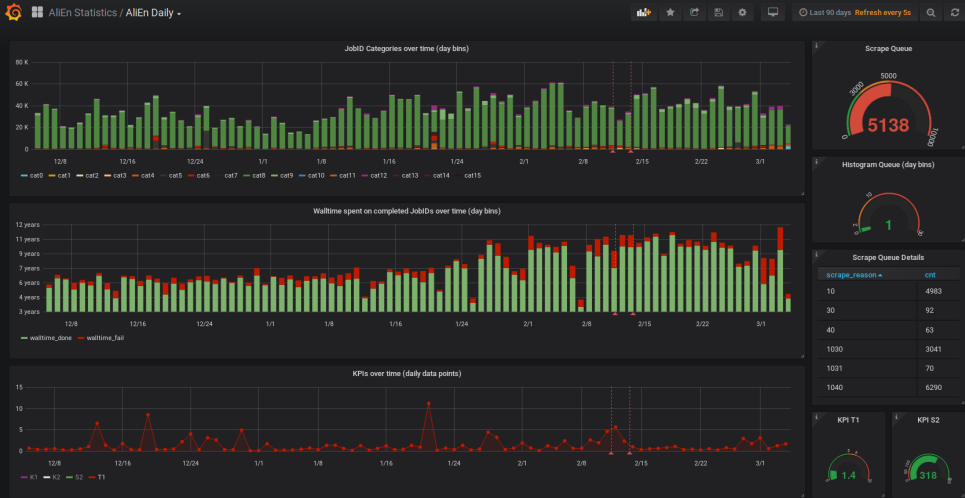 AliEn Statistics / AliEn Daily
Last 90 days Refresh every 5s
JobID Categories over time (day bins)
80 K
60 K
40 K
20 K
0
12/8 12/16 12/24 1/1 1/8 1/16 1/24 2/1 2/8 2/15 2/22 3/1
cat0 cat1 cat2 cat3 cat4 cat5 cat6 cat7 cat8 cat9 cat10 cat11 cat12 cat13 cat14 cat15
Walltime spent on completed JobIDs over time (day bins)
12 years
11 years
9 years
7 years
6 years
4 years
3 years
12/8 12/16 12/24 1/1 1/8 1/16 1/24 2/1 2/8 2/15 2/22 3/1
walltime_done walltime_fail
KPIs over time (daily data points)
15
10
5
0
12/8 12/16 12/24 1/1 1/8 1/16 1/24 2/1 2/8 2/15 2/22 3/1
K1 K2 S2 T1
Scrape Queue
0 3000 5000 10000
5138
Histogram Queue (day bins)
10
1
Scrape Queue Details
scrape_reason cnt
10 4983
30 92
40 63
1030 3041
1031 70
1040 6290
KPI T1
1.4
KPI S2
318